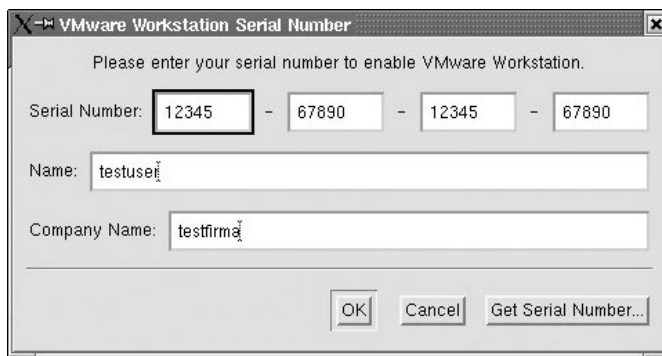 VMware Workstation Serial Number
Please enter your serial number to enable VMware Workstation.
Serial Number: 12345 - 67890 - 12345 - 67890
Name: testuser
Company Name: testfirma
OK Cancel Get Serial Number...